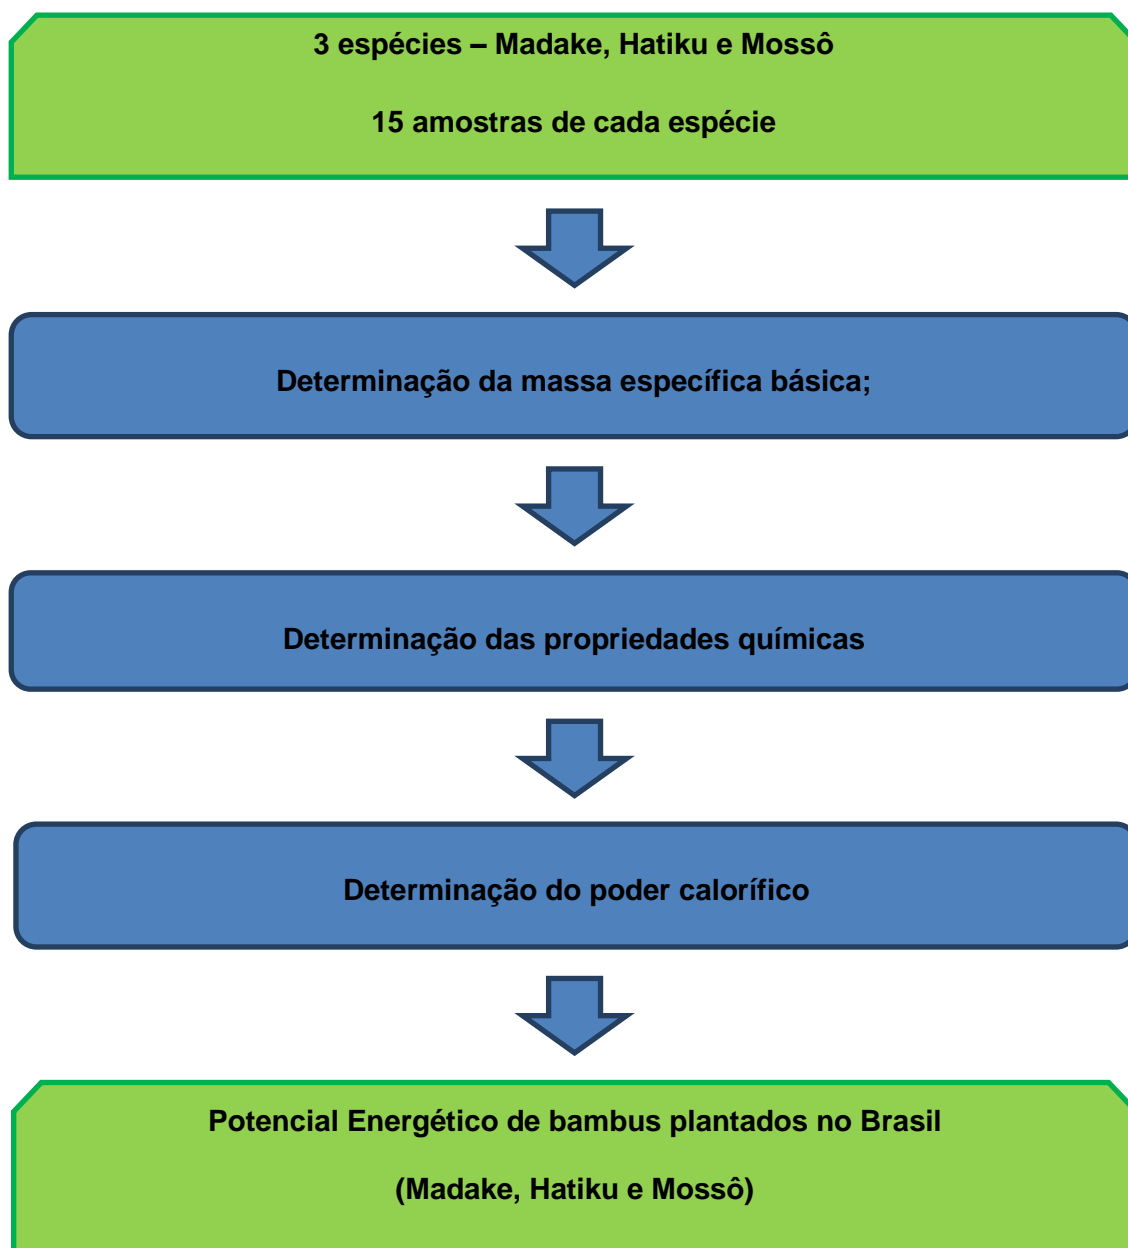 3 espécies – Madake, Hatiku e Mossô
15 amostras de cada espécie
Determinação da massa específica básica;
Determinação das propriedades químicas
Determinação do poder calorífico
Potencial Energético de bambus plantados no Brasil
(Madake, Hatiku e Mossô)